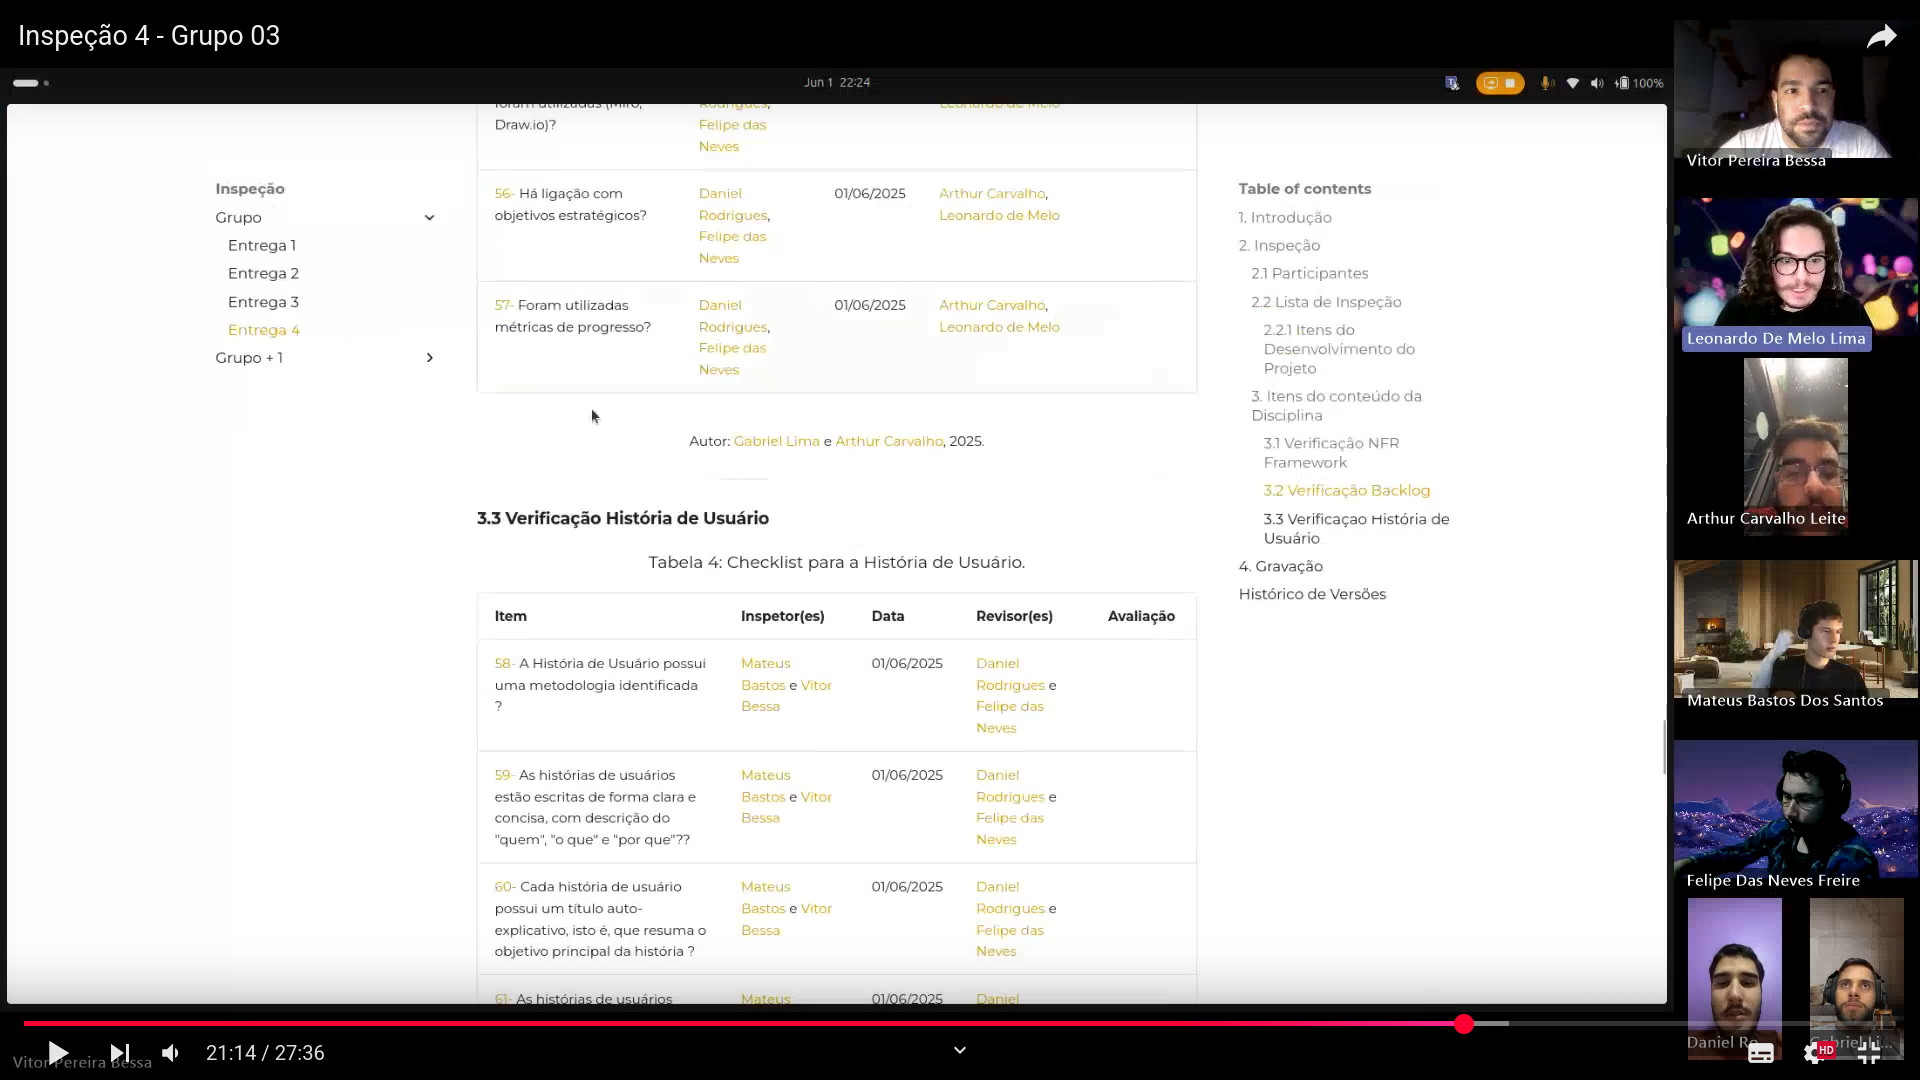 Inspeção 4 - Grupo 03
Jun 1 22:24
100%
Inspeção
Grupo
Entrega 1
Entrega 2
Entrega 3
Entrega 4
Grupo + 1
foram utilizadas (Miro,
Draw.io)?
Rodrigues,
Felipe das
Neves
Leonardo de Melo
56- Há ligação com
objetivos estratégicos?
Daniel
Rodrigues,
Felipe das
Neves
01/06/2025
Arthur Carvalho,
Leonardo de Melo
57- Foram utilizadas
métricas de progresso?
Daniel
Rodrigues,
Felipe das
Neves
01/06/2025
Arthur Carvalho,
Leonardo de Melo
Autor: Gabriel Lima e Arthur Carvalho, 2025.
3.3 Verificação História de Usuário
Tabela 4: Checklist para a História de Usuário.
Item
Inspetor(es)
Data
Revisor(es)
Avaliação
58- A História de Usuário possui
uma metodologia identificada
?
Mateus
Bastos e Vitor
Bessa
01/06/2025
Daniel
Rodrigues e
Felipe das
Neves
59- As histórias de usuários
estão escritas de forma clara e
concisa, com descrição do
"quem", "o que" e "por que"??
Mateus
Bastos e Vitor
Bessa
01/06/2025
Daniel
Rodrigues e
Felipe das
Neves
60- Cada história de usuário
possui um título auto-
explicativo, isto é, que resuma o
objetivo principal da história ?
Mateus
Bastos e Vitor
Bessa
01/06/2025
Daniel
Rodrigues e
Felipe das
Neves
61- As histórias de usuários
Mateus
01/06/2025
Daniel
Table of contents
1. Introdução
2. Inspeção
2.1 Participantes
2.2 Lista de Inspeção
2.2.1 Itens do
Desenvolvimento do
Projeto
3. Itens do conteúdo da
Disciplina
3.1 Verificação NFR
Framework
3.2 Verificação Backlog
3.3 Verificação História de
Usuário
4. Gravação
Histórico de Versões
Vitor Pereira Bessa
Leonardo De Melo Lima
Arthur Carvalho Leite
Mateus Bastos Dos Santos
Felipe Das Neves Freire
Daniel Ro
Gabriel Li...
Vitor Pereira Bessa
21:14 / 27:36
HD